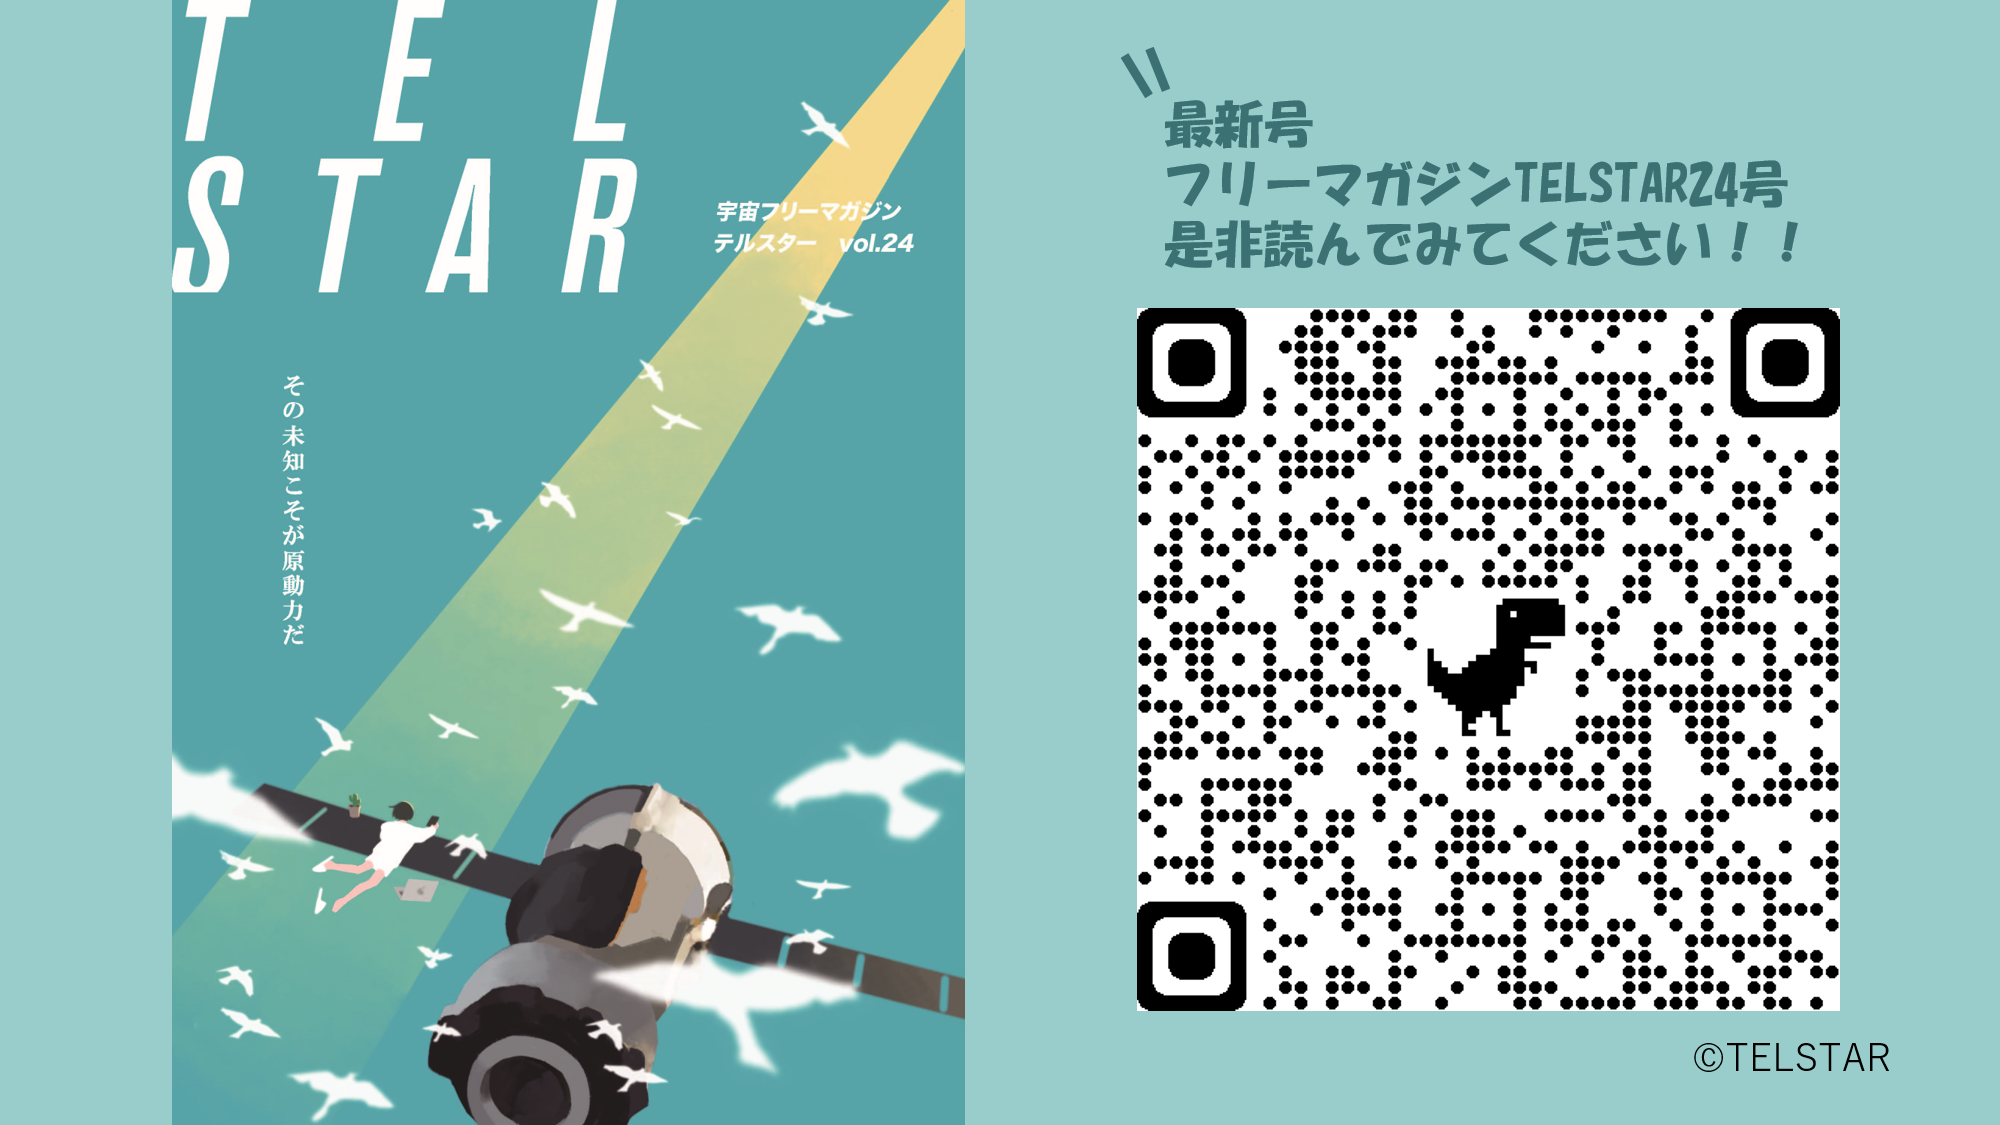 TEL
STAR
宇宙フリーマガジン
テルスター　vol.24
その未知こそが原動力だ
最新号
フリーマガジンTELSTAR24号
是非読んでみてください！！
©TELSTAR